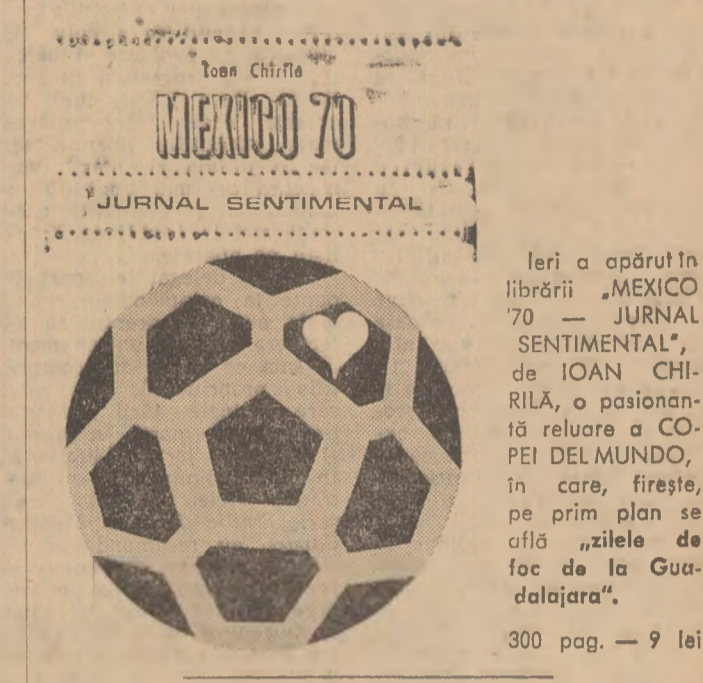 Ioan Chirilă
MEXICO 70
JURNAL SENTIMENTAL
Ieri a apărut în
librării „MEXICO
'70 — JURNAL
SENTIMENTAL",
de IOAN CHI-
RILĂ, o pasionan-
tă reluare a CO-
PEI DEL MUNDO,
în care, firește,
pe prim plan se
află „zilele de
foc de la Gua-
dalajara".
300 pag. — 9 lei